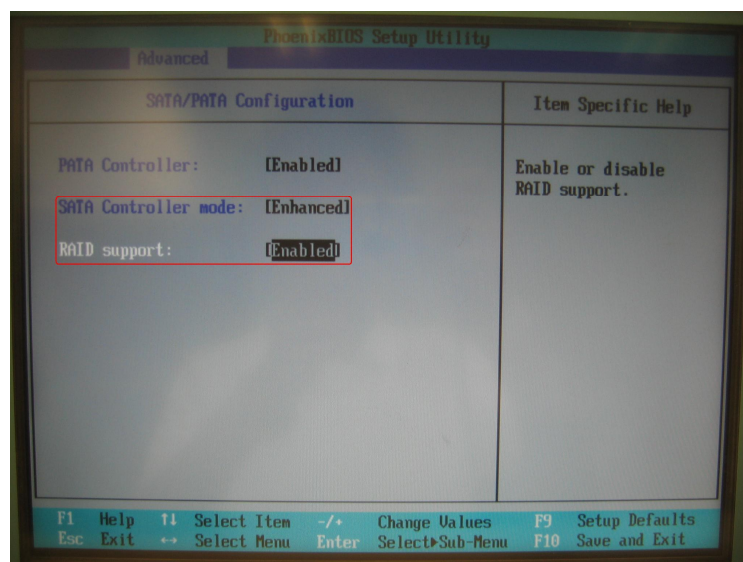 PhoenixBIOS Setup Utility
Advanced
SATA/PATA Configuration
Item Specific Help
PATA Controller: [Enabled]
SATA Controller mode: [Enhanced]
RAID support: [Enabled]
Enable or disable
RAID support.
F1 Help ↑↓ Select Item -/+ Change Values F9 Setup Defaults
Esc Exit ↔ Select Menu Enter Select▶Sub-Menu F10 Save and Exit